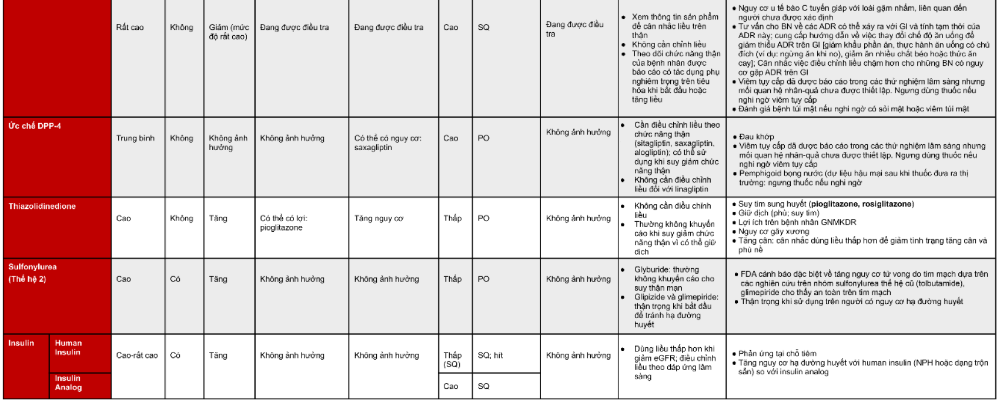 Rất cao
Không
Giảm (mức
độ rất cao)
Đang được điều tra
Đang được điều tra
Cao
SQ
Đang được điều
tra
• Xem thông tin sản phẩm
để cân nhắc liều trên
thận
• Không cần chỉnh liều
• Theo dõi chức năng thận
của bệnh nhân được
báo cáo có tác dụng phụ
nghiêm trọng trên tiêu
hóa khi bắt đầu hoặc
tăng liều
• Nguy cơ u tế bào C tuyến giáp với loài gặm nhấm, liên quan đến
người chưa được xác định
• Tư vấn cho BN về các ADR có thể xảy ra với GI và tính tạm thời của
ADR này; cung cấp hướng dẫn về việc thay đổi chế độ ăn uống để
giảm thiểu ADR trên GI [giảm khẩu phần ăn, thực hành ăn uống có chú
đích (ví dụ: ngừng ăn khi no), giảm ăn nhiều chất béo hoặc thức ăn
cay]; Cân nhắc việc điều chỉnh liều chậm hơn cho những BN có nguy
cơ gặp ADR trên GI
• Viêm tụy cấp đã được báo cáo trong các thử nghiệm lâm sàng nhưng
mối quan hệ nhân-quả chưa được thiết lập. Ngưng dùng thuốc nếu
nghi ngờ viêm tụy cấp
• Đánh giá bệnh túi mật nếu nghi ngờ có sỏi mật hoặc viêm túi mật
Ức chế DPP-4
Trung bình
Không
Không ảnh
hưởng
Không ảnh hưởng
Có thể có nguy cơ:
saxagliptin
Cao
PO
Không ảnh hưởng
• Cần điều chỉnh liều theo
chức năng thận
(sitagliptin, saxagliptin,
alogliptin); có thể sử
dụng khi suy giảm chức
năng thận
• Không cần điều chỉnh
liều đối với linagliptin
• Đau khớp
• Viêm tụy cấp đã được báo cáo trong các thử nghiệm lâm sàng nhưng
mối quan hệ nhân-quả chưa được thiết lập. Ngưng dùng thuốc nếu
nghi ngờ viêm tụy cấp
• Pemphigoid bọng nước (dự liệu hậu mại sau khi thuốc đưa ra thị
trường: ngưng thuốc nếu nghi ngờ
Thiazolidinedione
Cao
Không
Tăng
Có thể có lợi:
pioglitazone
Tăng nguy cơ
Thấp
PO
Không ảnh hưởng
• Không cần điều chính
liều
• Thường không khuyến
cáo khi suy giảm chức
năng thận vì có thể giữ
dịch
• Suy tim sung huyết (pioglitazone, rosiglitazone)
• Giữ dịch (phù; suy tim)
• Lợi ích trên bệnh nhân GNMKDR
• Nguy cơ gãy xương
• Tăng cân: cân nhắc dùng liều thấp hơn để giảm tình trạng tăng cân và
phù nề
Sulfonylurea
(Thế hệ 2)
Cao
Có
Tăng
Không ảnh hưởng
Không ảnh hưởng
Thấp
PO
Không ảnh hưởng
• Glyburide: thường
không khuyến cáo cho
suy thận mạn
• Glipizide và glimepiride:
thận trọng khi bắt đầu
để tránh hạ đường
huyết
• FDA cảnh báo đặc biệt về tăng nguy cơ tử vong do tim mạch dựa trên
các nghiên cứu trên nhóm sulfonylurea thế hệ cũ (tolbutamide),
glimepiride cho thấy an toàn trên tim mạch
• Thận trọng khi sử dụng trên người có nguy cơ hạ đường huyết
Insulin
Human
Insulin
Cao-rất cao
Có
Tăng
Không ảnh hưởng
Không ảnh hưởng
Thấp
(SQ)
SQ; hít
Không ảnh hưởng
• Dùng liều thấp hơn khi
giảm eGFR; điều chỉnh
liều theo đáp ứng lâm
sàng
• Phản ứng tại chỗ tiêm
• Tăng nguy cơ hạ đường huyết với human insulin (NPH hoặc dạng trộn
sẵn) so với insulin analog
Insulin
Analog
Cao
SQ